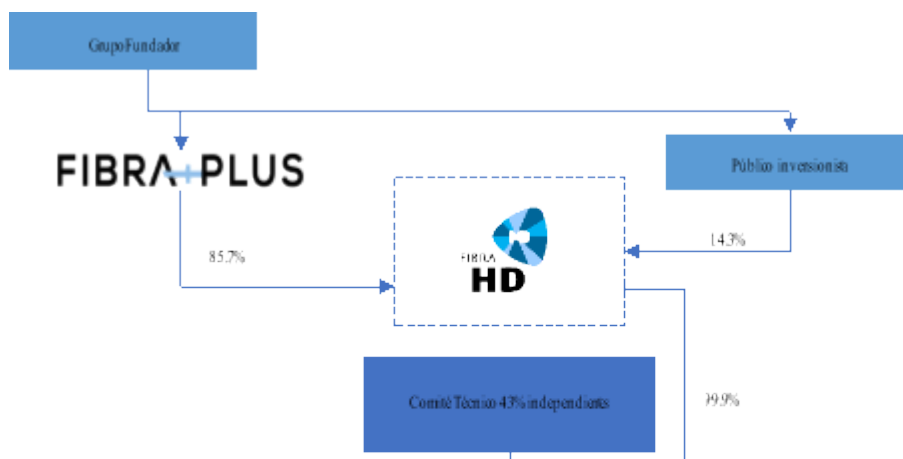 Grupo Fundador
FIBRA+PLUS
Público inversionista
85.7%
14.3%
FIBRA
HD
Comité Técnico 43% independientes
99.9%